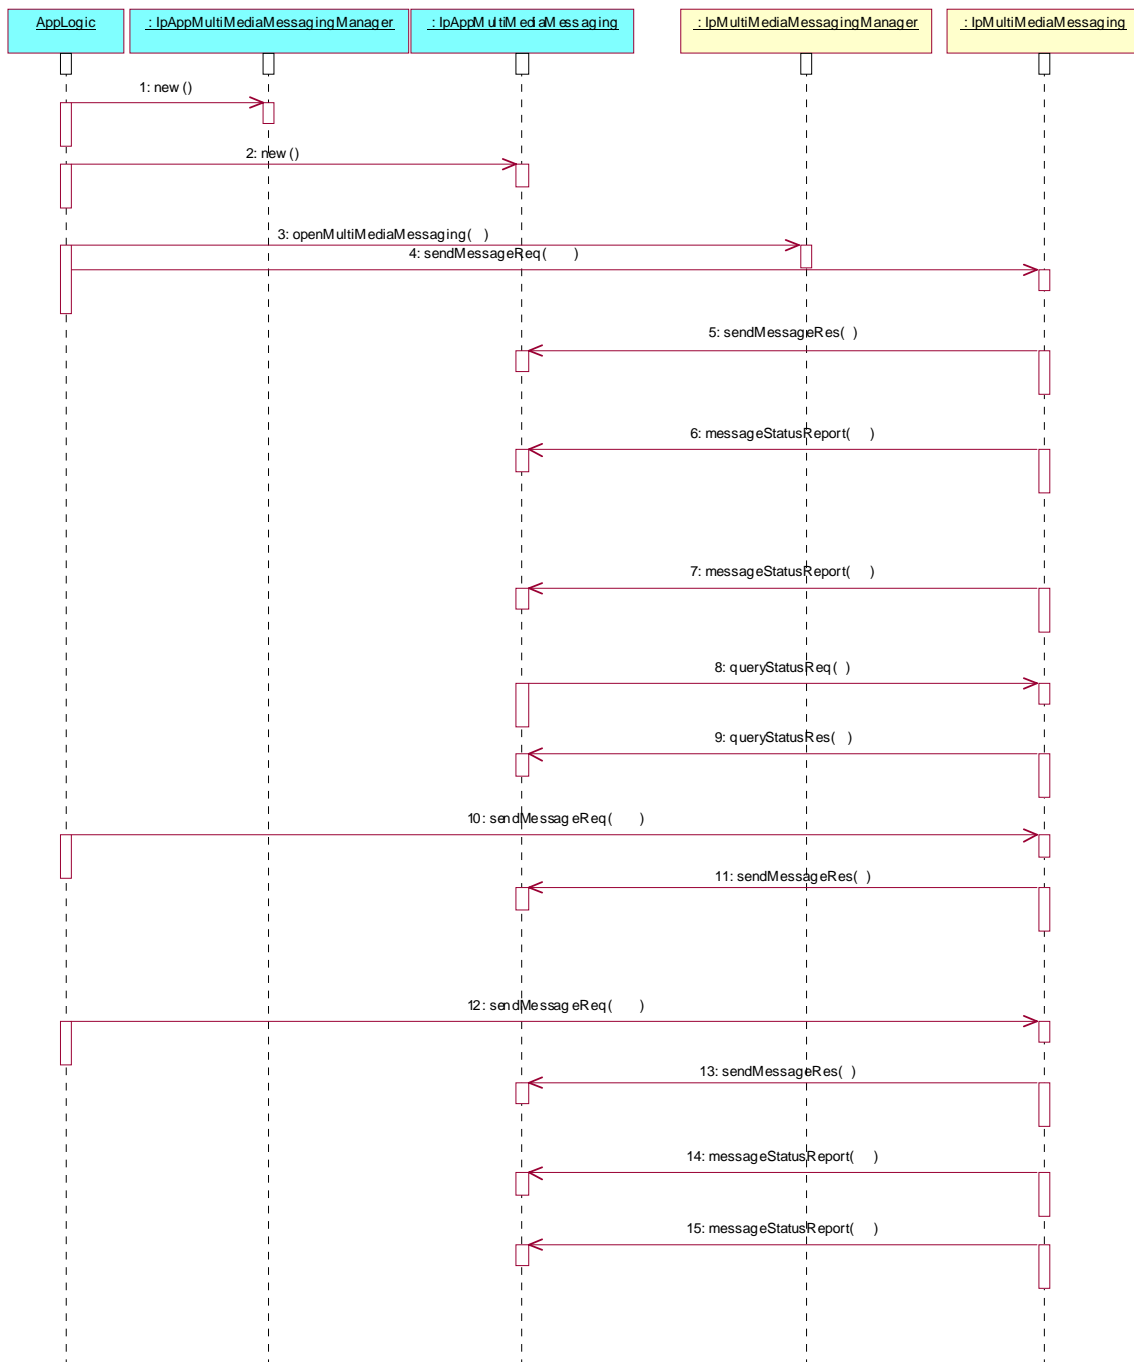 AppLogic
: IpAppMultiMediaMessagingManager
: IpAppMultiMediaMessaging
: IpMultiMediaMessagingManager
: IpMultiMediaMessaging
1: new ()
2: new ()
3: openMultiMediaMessaging( )
4: sendMessageReq( )
5: sendMessageRes( )
6: messageStatusReport( )
7: messageStatusReport( )
8: queryStatusReq( )
9: queryStatusRes( )
10: sendMessageReq( )
11: sendMessageRes( )
12: sendMessageReq( )
13: sendMessageRes( )
14: messageStatusReport( )
15: messageStatusReport( )